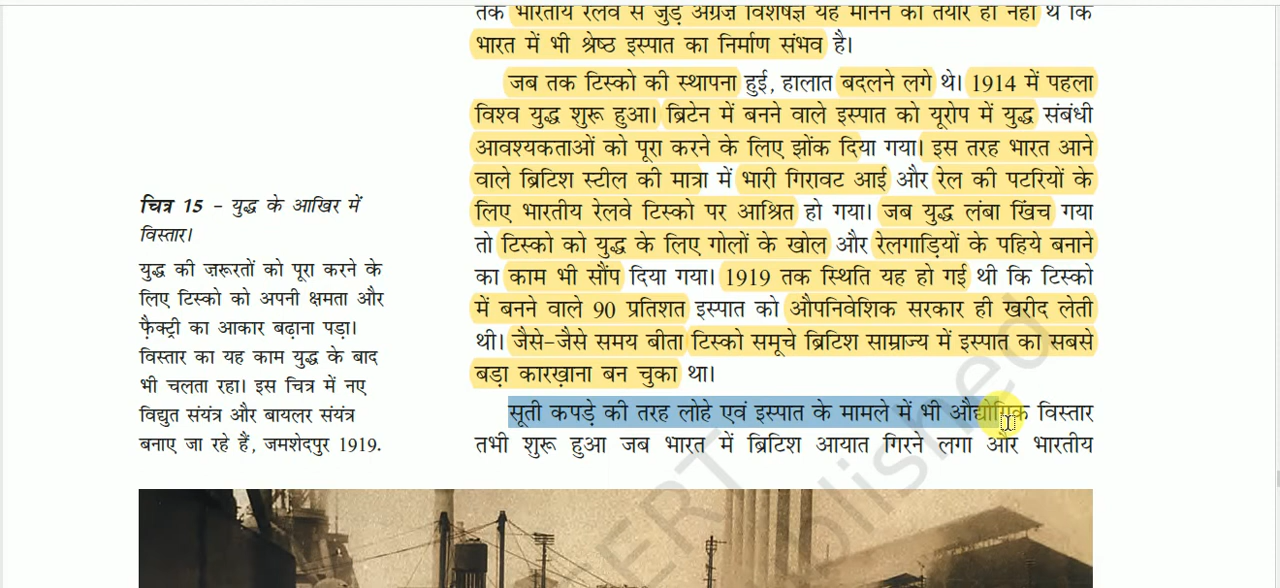 तक भारतीय रेलवे से जुड़े अंग्रेज़ विशेषज्ञ यह मानने को तैयार ही नहीं थे कि
भारत में भी श्रेष्ठ इस्पात का निर्माण संभव है।
जब तक टिस्को की स्थापना हुई, हालात बदलने लगे थे। 1914 में पहला
विश्व युद्ध शुरू हुआ। ब्रिटेन में बनने वाले इस्पात को यूरोप में युद्ध संबंधी
आवश्यकताओं को पूरा करने के लिए झोंक दिया गया। इस तरह भारत आने
वाले ब्रिटिश स्टील की मात्रा में भारी गिरावट आई और रेल की पटरियों के
लिए भारतीय रेलवे टिस्को पर आश्रित हो गया। जब युद्ध लंबा खिंच गया
तो टिस्को को युद्ध के लिए गोलों के खोल और रेलगाड़ियों के पहिये बनाने
का काम भी सौंप दिया गया। 1919 तक स्थिति यह हो गई थी कि टिस्को
में बनने वाले 90 प्रतिशत इस्पात को औपनिवेशिक सरकार ही खरीद लेती
थी। जैसे-जैसे समय बीता टिस्को समूचे ब्रिटिश साम्राज्य में इस्पात का सबसे
बड़ा कारख़ाना बन चुका था।
सूती कपड़े की तरह लोहे एवं इस्पात के मामले में भी औद्योगिक विस्तार
तभी शुरू हुआ जब भारत में ब्रिटिश आयात गिरने लगा और भारतीय
चित्र 15 - युद्ध के आखिर में
विस्तार।
युद्ध की ज़रूरतों को पूरा करने के
लिए टिस्को को अपनी क्षमता और
फ़ैक्ट्री का आकार बढ़ाना पड़ा।
विस्तार का यह काम युद्ध के बाद
भी चलता रहा। इस चित्र में नए
विद्युत संयंत्र और बायलर संयंत्र
बनाए जा रहे हैं, जमशेदपुर 1919.